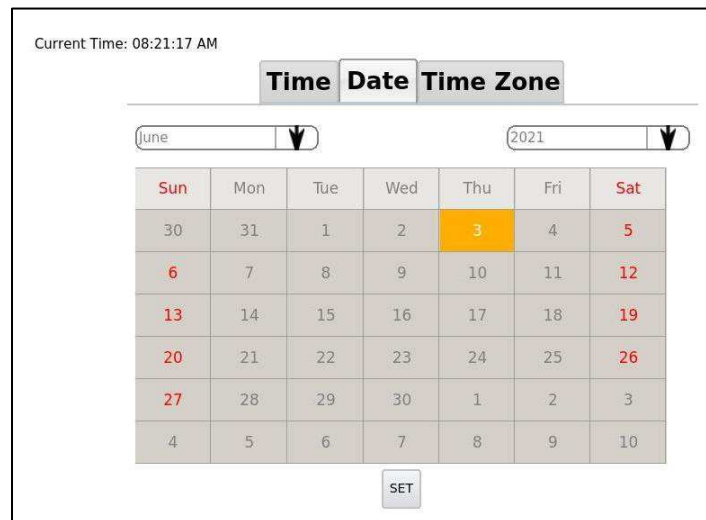 Current Time: 08:21:17 AM
Time Date Time Zone
June 2021
Sun Mon Tue Wed Thu Fri Sat
30 31 1 2 3 4 5
6 7 8 9 10 11 12
13 14 15 16 17 18 19
20 21 22 23 24 25 26
27 28 29 30 1 2 3
4 5 6 7 8 9 10
SET